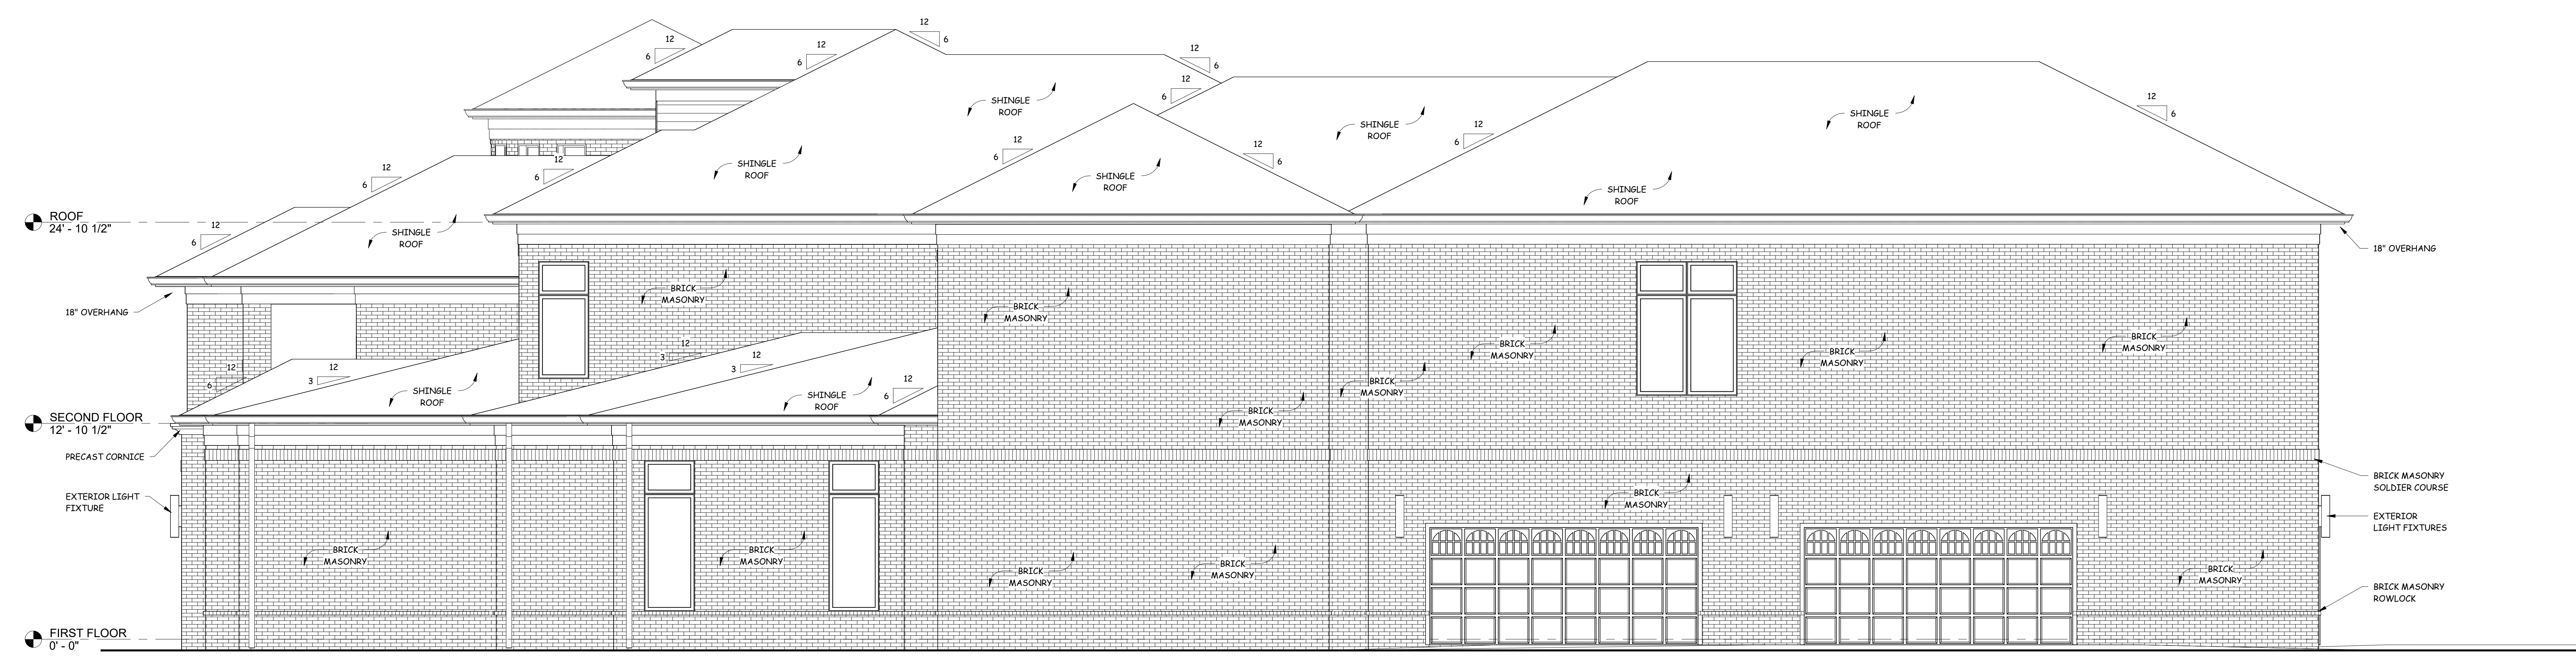 12
6
12
6
12
6
12
6
12
6
12
6
12
6
12
6
12
6
12
6
12
6
12
6
12
6
SHINGLE
ROOF
SHINGLE
ROOF
SHINGLE
ROOF
SHINGLE
ROOF
SHINGLE
ROOF
SHINGLE
ROOF
SHINGLE
ROOF
ROOF
24' - 10 1/2"
18" OVERHANG
18" OVERHANG
BRICK
MASONRY
BRICK
MASONRY
BRICK
MASONRY
BRICK
MASONRY
BRICK
MASONRY
BRICK
MASONRY
BRICK
MASONRY
12
6
12
3
12
3
12
3
12
6
SHINGLE
ROOF
SHINGLE
ROOF
SECOND FLOOR
12' - 10 1/2"
PRECAST CORNICE
EXTERIOR LIGHT
FIXTURE
BRICK
MASONRY
BRICK
MASONRY
BRICK
MASONRY
BRICK
MASONRY
BRICK
MASONRY
BRICK
MASONRY
BRICK
MASONRY
BRICK MASONRY
SOLDIER COURSE
EXTERIOR
LIGHT FIXTURES
BRICK MASONRY
ROWLOCK
FIRST FLOOR
0' - 0"